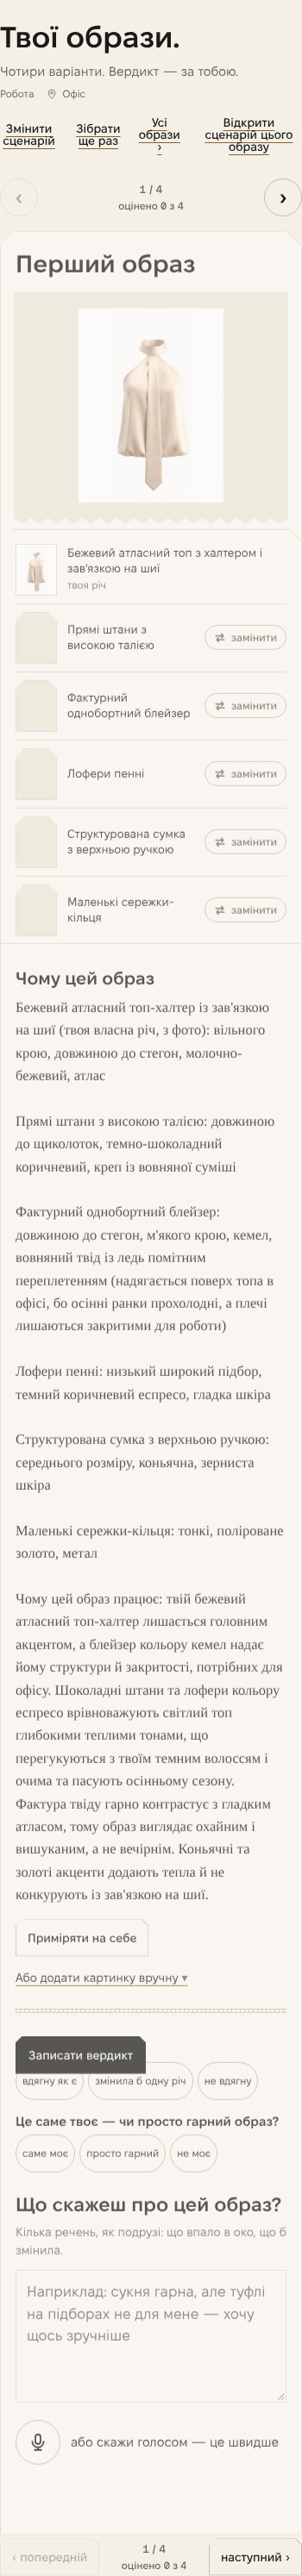 Твої образи.
Чотири варіанти. Вердикт — за тобою.
Робота Офіс
Змінити
сценарій
Зібрати
ще раз
Усі
образи
›
Відкрити
сценарій цього
образу
‹
1 / 4
оцінено 0 з 4
›
Перший образ
Бежевий атласний топ з халтером і
зав'язкою на шиї
твоя річ
Прямі штани з
високою талією
замінити
Фактурний
однобортний блейзер
замінити
Лофери пенні
замінити
Структурована сумка
з верхньою ручкою
замінити
Маленькі сережки-
кільця
замінити
Чому цей образ
Бежевий атласний топ-халтер із зав'язкою
на шиї (твоя власна річ, з фото): вільного
крою, довжиною до стегон, молочно-
бежевий, атлас
Прямі штани з високою талією: довжиною
до щиколоток, темно-шоколадний
коричневий, креп із вовняної суміші
Фактурний однобортний блейзер:
довжиною до стегон, м'якого крою, кемел,
вовняний твід із ледь помітним
переплетенням (надягається поверх топа в
офісі, бо осінні ранки прохолодні, а плечі
лишаються закритими для роботи)
Лофери пенні: низький широкий підбор,
темний коричневий еспресо, гладка шкіра
Структурована сумка з верхньою ручкою:
середнього розміру, коньячна, зерниста
шкіра
Маленькі сережки-кільця: тонкі, поліроване
золото, метал
Чому цей образ працює: твій бежевий
атласний топ-халтер лишається головним
акцентом, а блейзер кольору кемел надає
йому структури й закритості, потрібних для
офісу. Шоколадні штани та лофери кольору
еспресо врівноважують світлий топ
глибокими теплими тонами, що
перегукуються з твоїм темним волоссям і
очима та пасують осінньому сезону.
Фактура твіду гарно контрастує з гладким
атласом, тому образ виглядає охайним і
вишуканим, а не вечірнім. Коньячні та
золоті акценти додають тепла й не
конкурують із зав'язкою на шиї.
Приміряти на себе
Або додати картинку вручну ▾
Записати вердикт
вдягну як є
змінила б одну річ
не вдягну
Це саме твоє — чи просто гарний образ?
саме моє
просто гарний
не моє
Що скажеш про цей образ?
Кілька речень, як подрузі: що впало в око, що б
змінила.
Наприклад: сукня гарна, але туфлі
на підборах не для мене — хочу
щось зручніше
або скажи голосом — це швидше
‹ попередній
1 / 4
оцінено 0 з 4
наступний ›